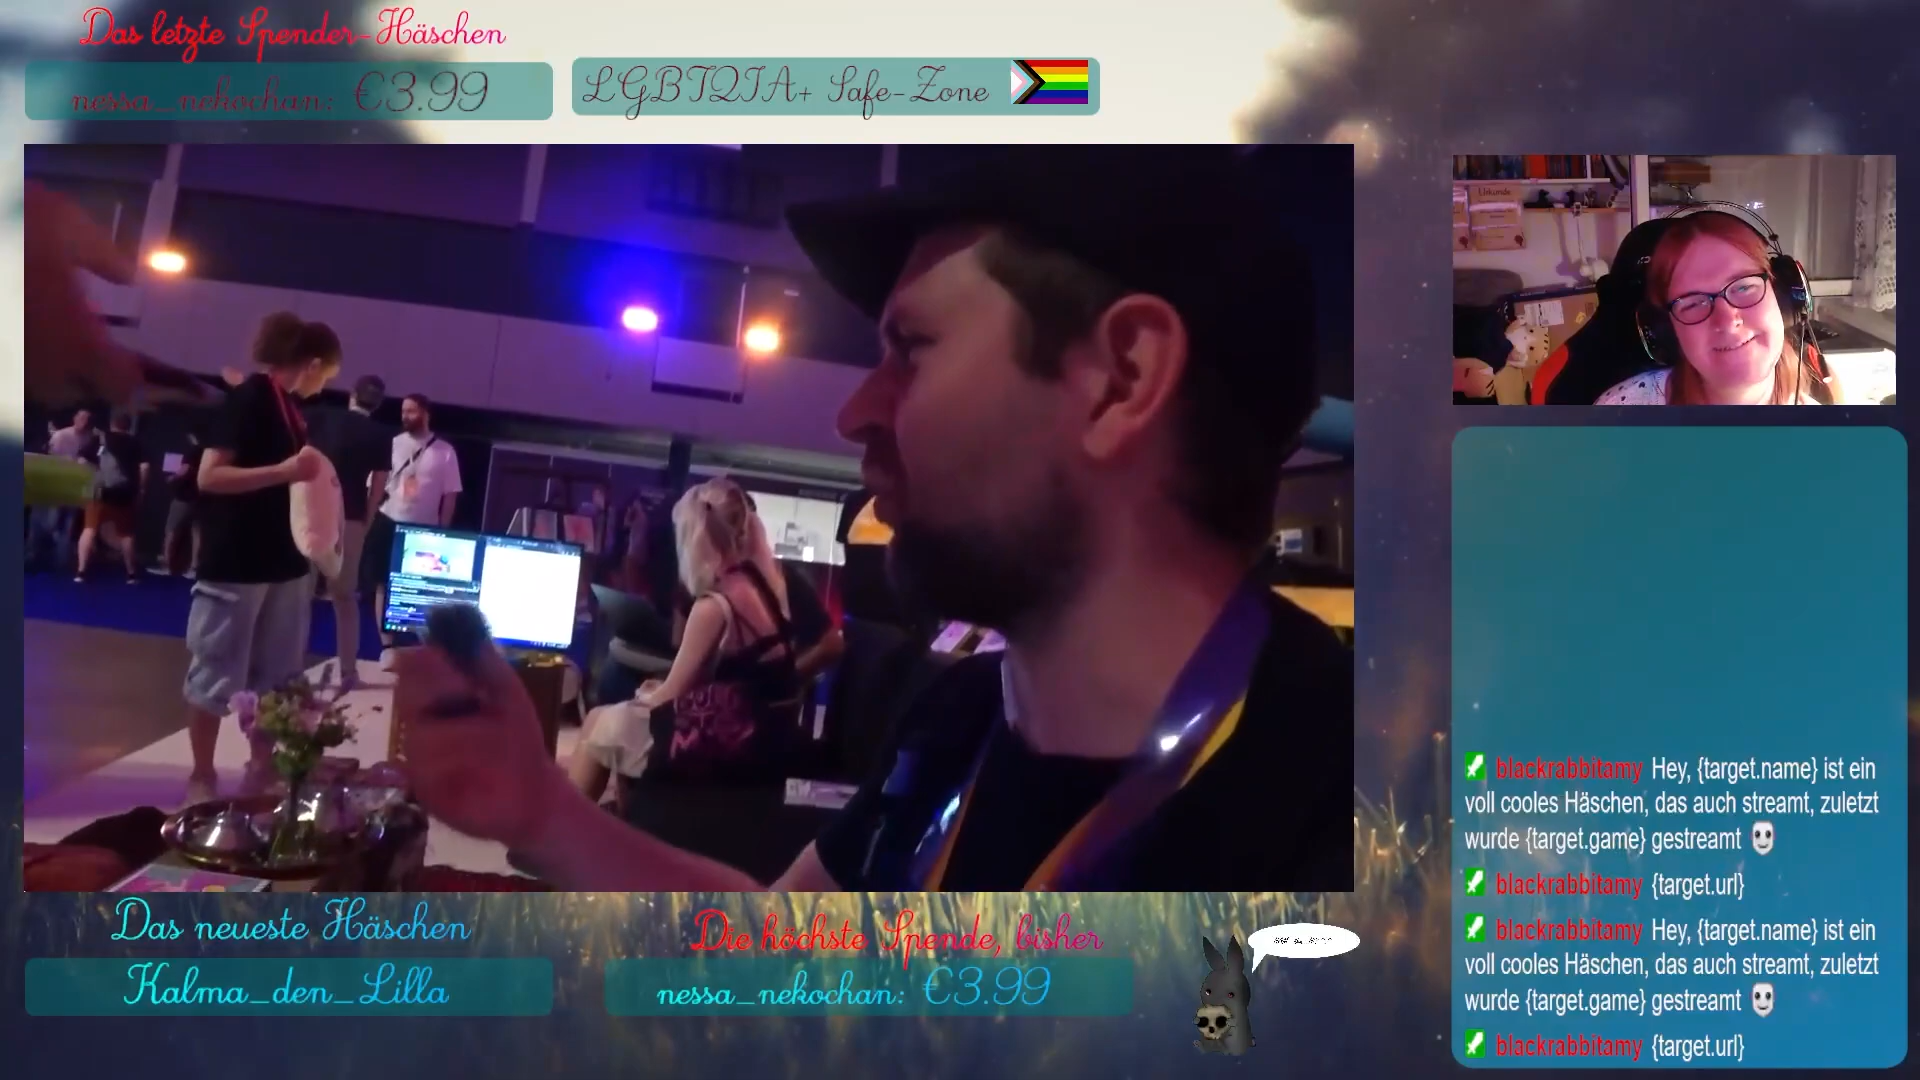 Das letzte Spender-Häschen
nessa_nekochan: €3.99
LGBTQIA+ Safe-Zone
Urkunde
Das neueste Häschen
Kalma_den_Lilla
Die höchste Spende, bisher
nessa_nekochan: €3.99
blackrabbitamy Hey, {target.name} ist ein
voll cooles Häschen, das auch streamt, zuletzt
wurde {target.game} gestreamt
blackrabbitamy {target.url}
blackrabbitamy Hey, {target.name} ist ein
voll cooles Häschen, das auch streamt, zuletzt
wurde {target.game} gestreamt
blackrabbitamy {target.url}